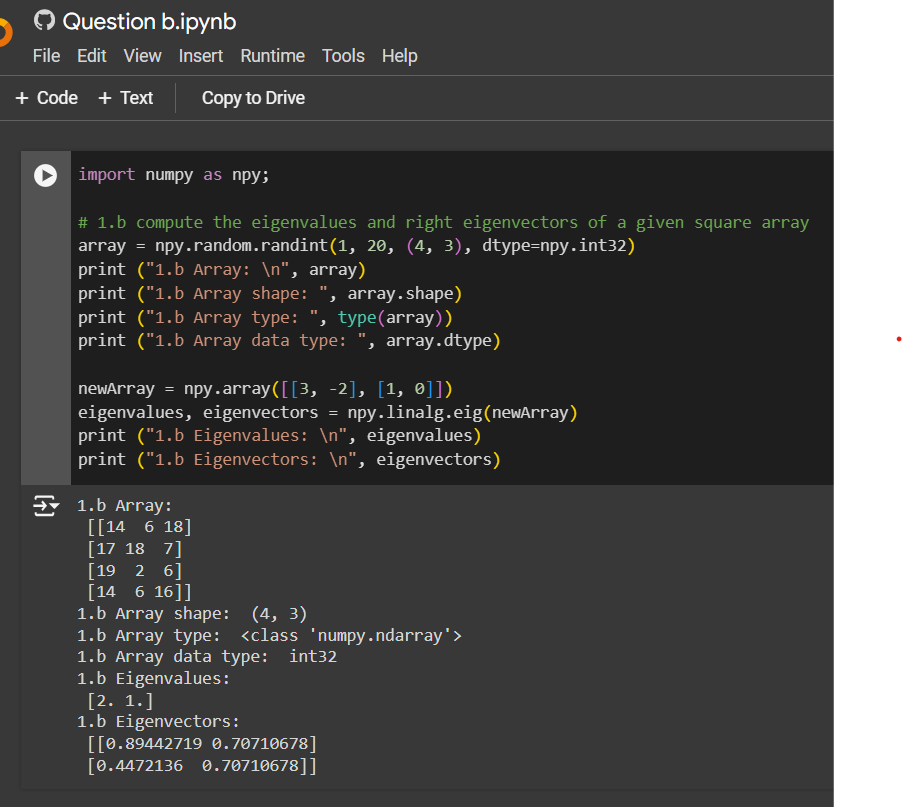 Question b.ipynb
File Edit View Insert Runtime Tools Help
+ Code + Text Copy to Drive
import numpy as npy;
# 1.b compute the eigenvalues and right eigenvectors of a given square array
array = npy.random.randint(1, 20, (4, 3), dtype=npy.int32)
print ("1.b Array: \n", array)
print ("1.b Array shape: ", array.shape)
print ("1.b Array type: ", type(array))
print ("1.b Array data type: ", array.dtype)
newArray = npy.array([[3, -2], [1, 0]])
eigenvalues, eigenvectors = npy.linalg.eig(newArray)
print ("1.b Eigenvalues: \n", eigenvalues)
print ("1.b Eigenvectors: \n", eigenvectors)
1.b Array:
 [[14  6 18]
 [17 18  7]
 [19  2  6]
 [14  6 16]]
1.b Array shape:  (4, 3)
1.b Array type:  <class 'numpy.ndarray'>
1.b Array data type:  int32
1.b Eigenvalues:
 [2. 1.]
1.b Eigenvectors:
 [[0.89442719 0.70710678]
 [0.4472136  0.70710678]]